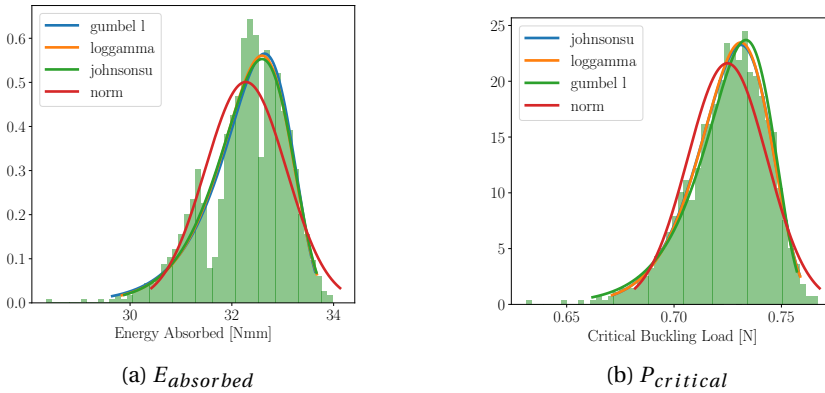 gumbel l
loggamma
johnsonsu
norm
0.6
0.5
0.4
0.3
0.2
0.1
0.0
30 32 34
Energy Absorbed [Nmm]
(a) E_absorbed
johnsonsu
loggamma
gumbel l
norm
25
20
15
10
5
0
0.65 0.70 0.75
Critical Buckling Load [N]
(b) P_critical